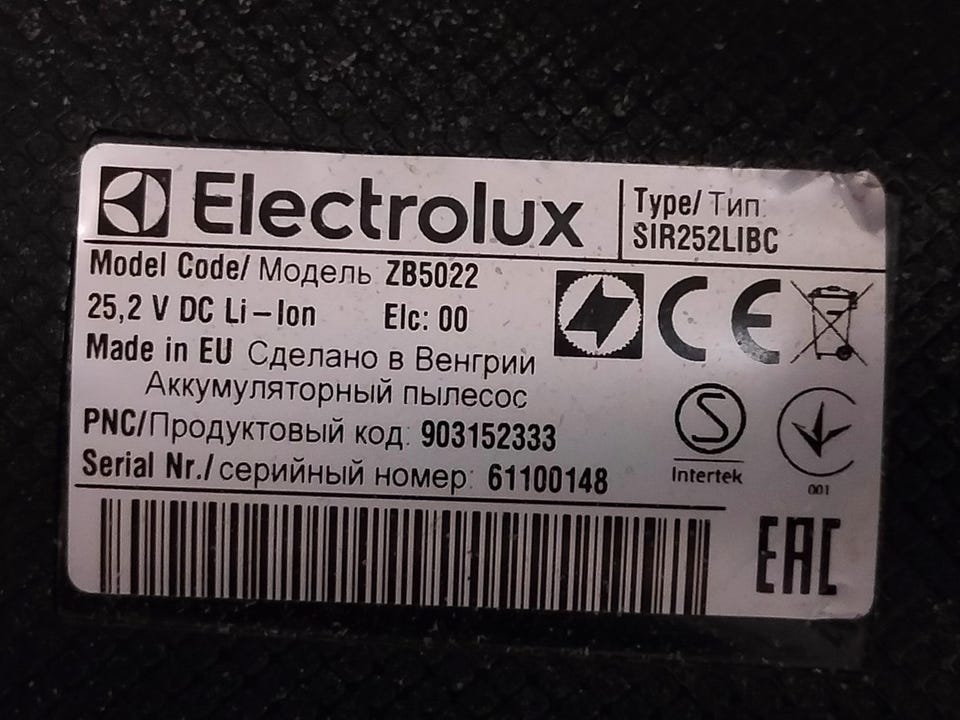 Electrolux
Type/ Тип:
SIR252LIBC
Model Code/ Модель ZB5022
25,2 V DC Li-Ion Elc: 00
Made in EU Сделано в Венгрии
Аккумуляторный пылесос
PNC/Продуктовый код: 903152333
Serial Nr./серийный номер: 61100148
CE
S
Intertek
001
EAC